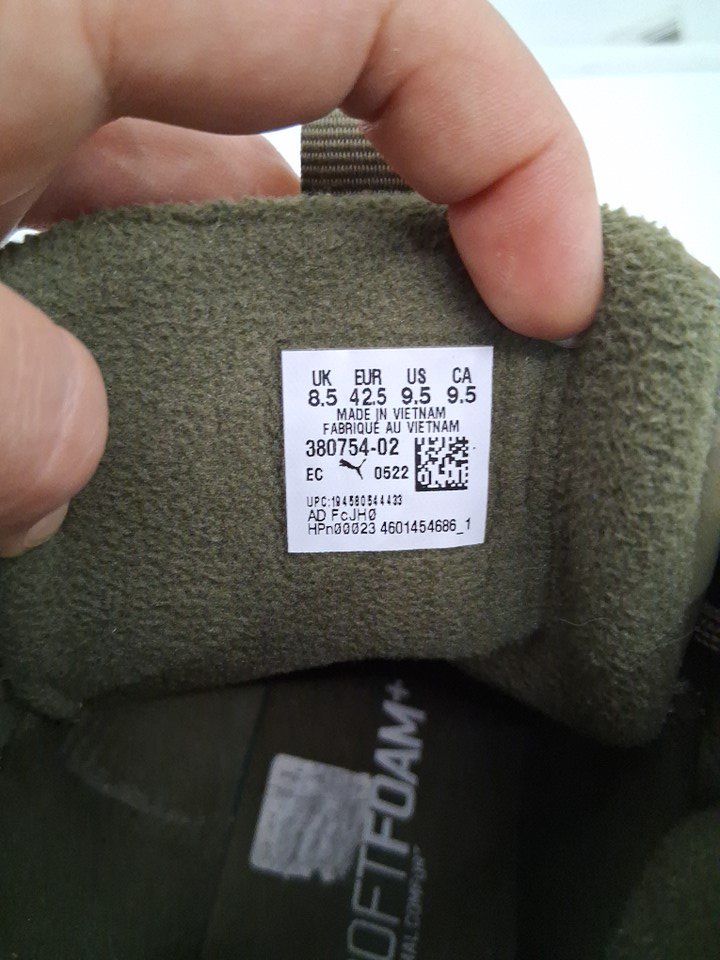 UK EUR US CA
8.5 42.5 9.5 9.5
MADE IN VIETNAM
FABRIQUÉ AU VIETNAM
380754-02
EC 0522
UPC:194580544433
AD FcJH0
HPn00023 4601454686_1
OFTFOAM+